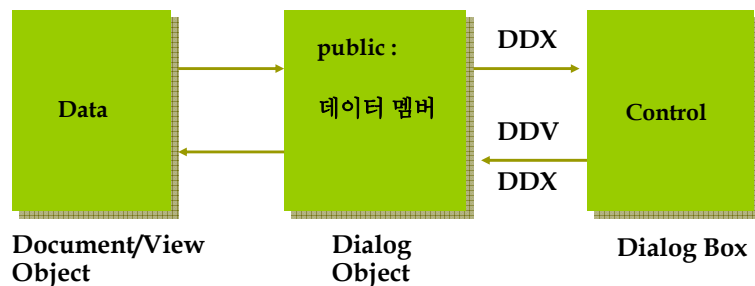 Data
public :
데이터 멤버
DDX
DDV
DDX
Control
Document/View
Object
Dialog
Object
Dialog Box